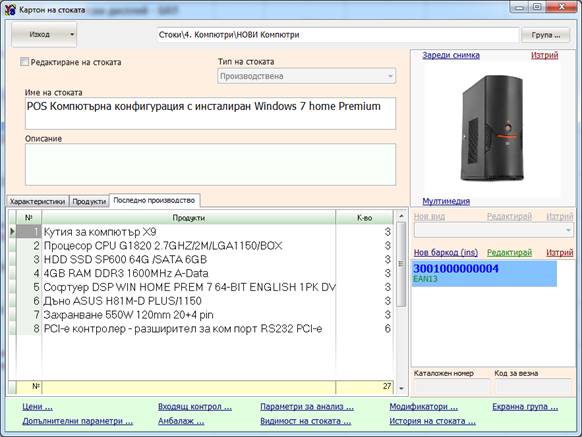 Картон на стоката
Изход
Стоки\4. Компютри\НОВИ Компютри
Група ...
Редактиране на стоката
Тип на стоката
Производствена
Зареди снимка
Изтрий
Име на стоката
POS Компютърна конфигурация с инсталиран Windows 7 home Premium
Описание
Мултимедия
Характеристики
Продукти
Последно производство
№ Продукти К-во
1 Кутия за компютър X9 3
2 Процесор CPU G1820 2.7GHZ/2M/LGA1150/BOX 3
3 HDD SSD SP600 64G /SATA 6GB 3
4 4GB RAM DDR3 1600MHz A-Data 3
5 Софтуер DSP WIN HOME PREM 7 64-BIT ENGLISH 1PK DV 3
6 Дъно ASUS H81M-D PLUS/1150 3
7 Захранване 550W 120mm 20+4 pin 3
8 PCI-e контролер - разширител за ком порт RS232 PCI-e 6
№ 27
Нов вид Редактирай Изтрий
Нов баркод (ins) Редактирай Изтрий
3001000000004
EAN13
Каталожен номер
Код за везна
Цени ... Входящ контрол ... Параметри за анализ ... Модификатори ... Екранна група ...
Допълнителни параметри ... Амбалаж ... Видимост на стоката ... История на стоката ...